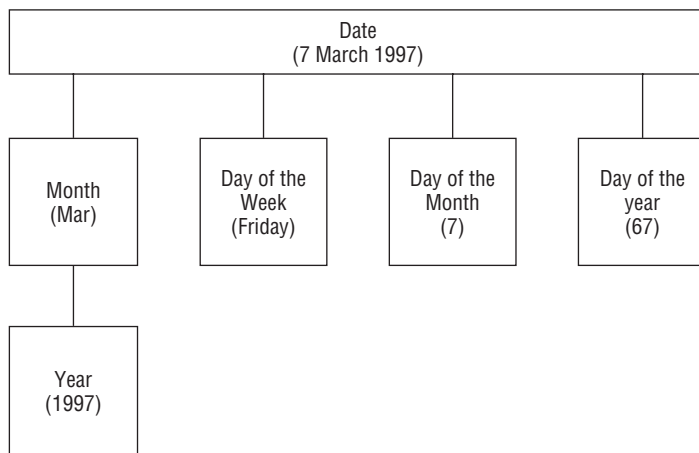 Date
(7 March 1997)
Month
(Mar)
Day of the
Week
(Friday)
Day of the
Month
(7)
Day of the
year
(67)
Year
(1997)